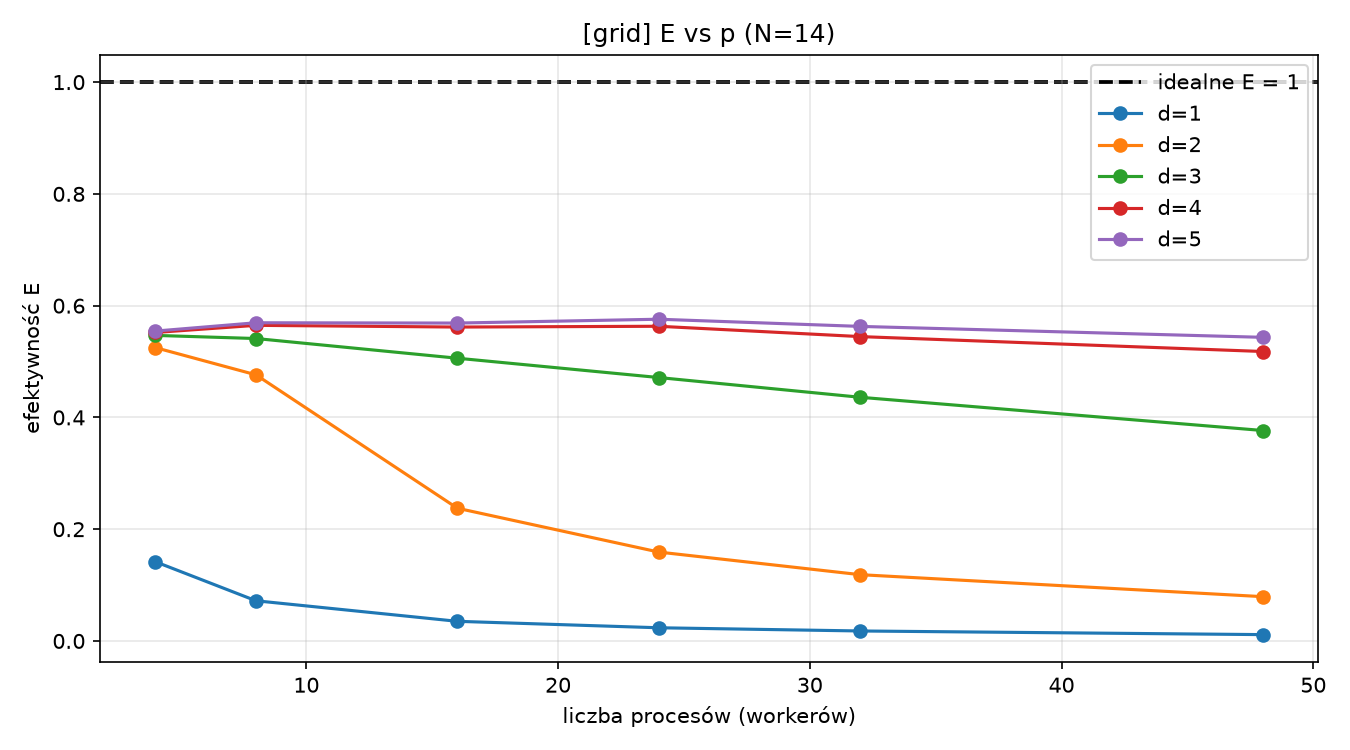 [grid] E vs p (N=14)
efektywność E
1.0
0.8
0.6
0.4
0.2
0.0
idealne E = 1
d=1
d=2
d=3
d=4
d=5
10 20 30 40 50
liczba procesów (workerów)